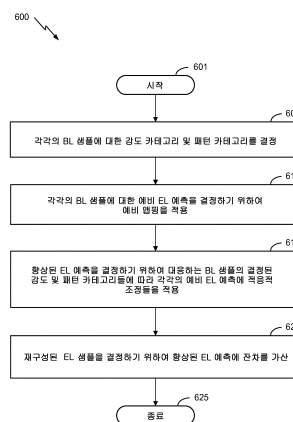 600
601
시작
60
각각의 BL 샘플에 대한 강도 카테고리 및 패턴 카테고리를 결정
61
각각의 BL 샘플에 대한 예비 EL 예측을 결정하기 위하여
예비 맵핑을 적용
61
향상된 EL 예측을 결정하기 위하여 대응하는 BL 샘플의 결정된
강도 및 패턴 카테고리들에 따라 각각의 예비 EL 예측에 적응적
조정들을 적용
62
재구성된 EL 샘플을 결정하기 위하여 향상된 EL 예측에 잔차를 가산
625
종료